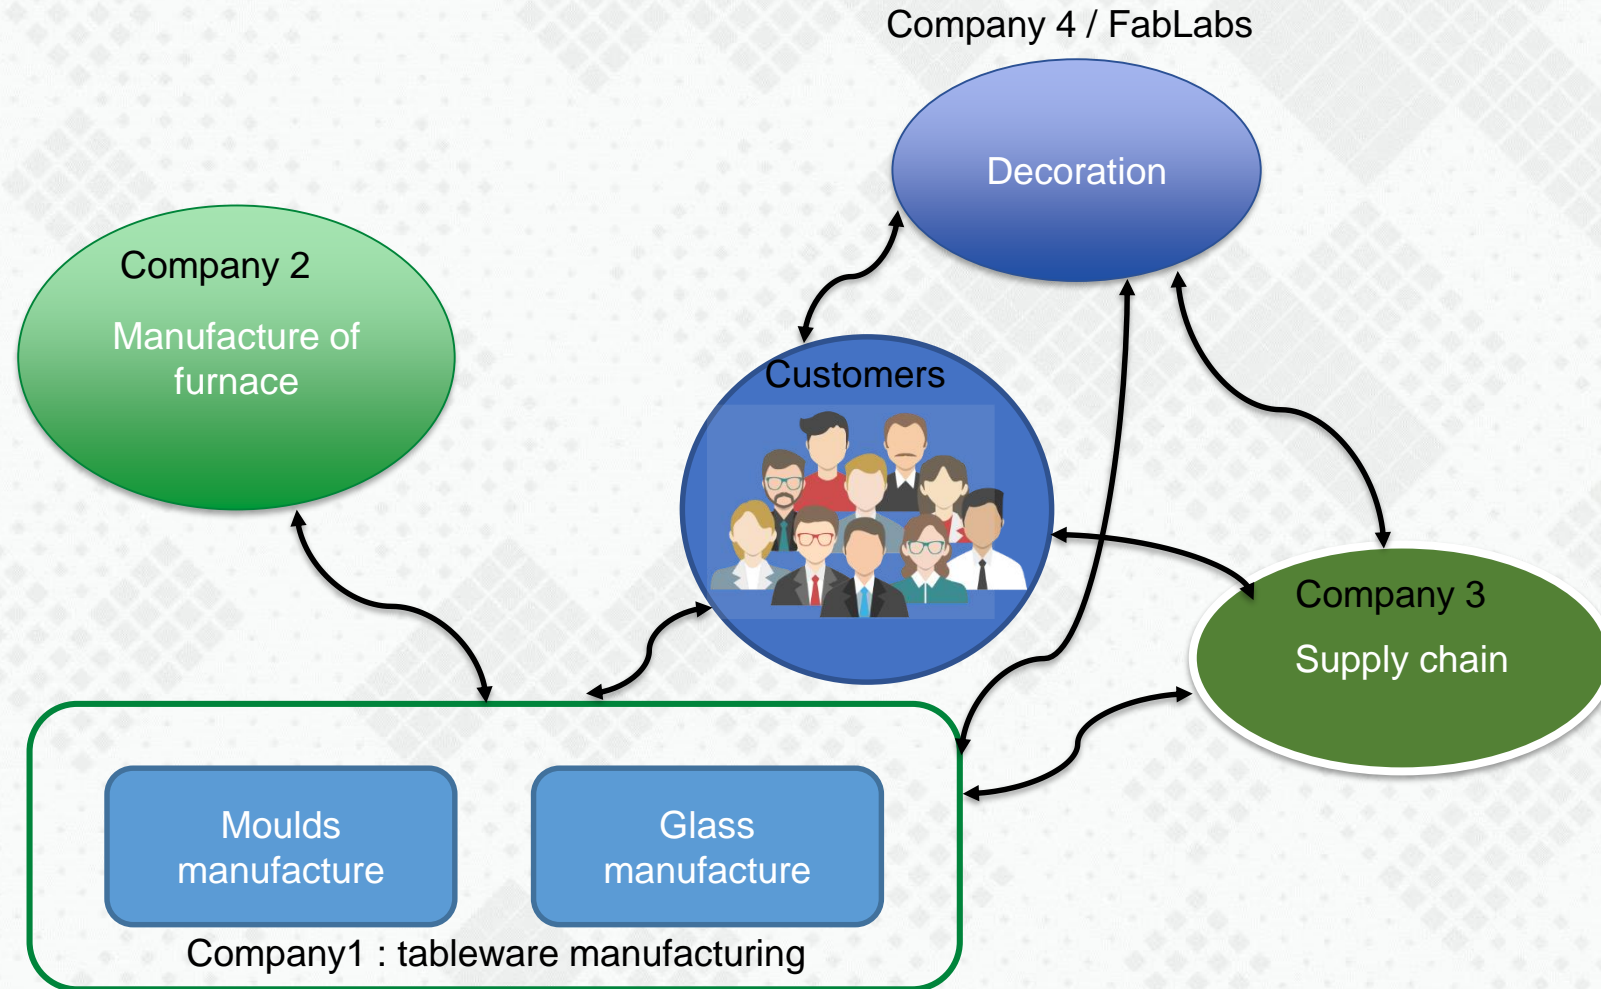 Company 4 / FabLabs
Decoration
Company 2
Manufacture of
furnace
Customers
Company 3
Supply chain
Moulds
manufacture
Glass
manufacture
Company1 : tableware manufacturing